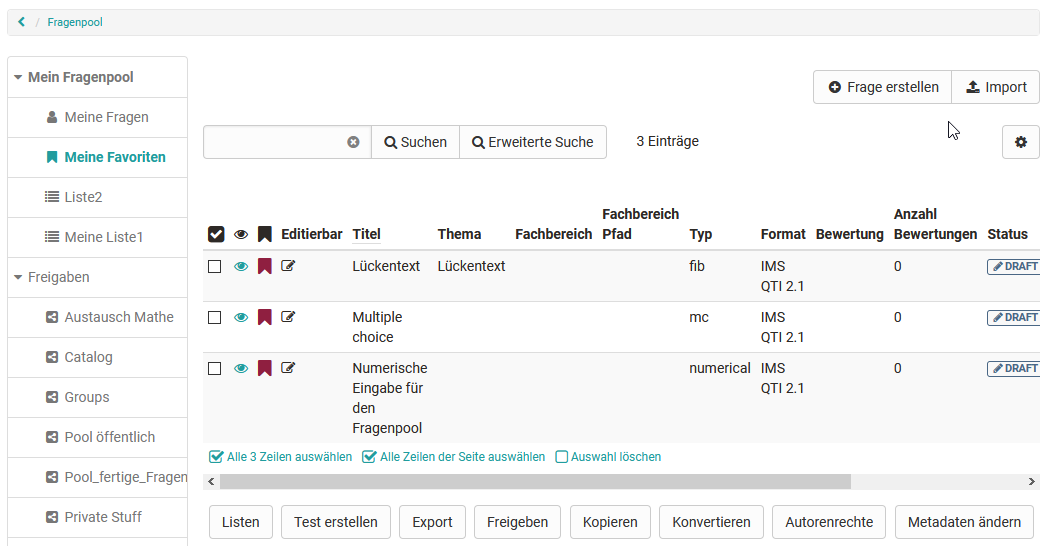 / Fragenpool
Mein Fragenpool
Meine Fragen
Meine Favoriten
Liste2
Meine Liste1
Freigaben
Austausch Mathe
Catalog
Groups
Pool öffentlich
Pool_fertige_Fragen
Private Stuff
Frage erstellen
Import
Suchen
Erweiterte Suche
3 Einträge
Editierbar Titel Thema Fachbereich Fachbereich Pfad Typ Format Bewertung Anzahl Bewertungen Status
Lückentext Lückentext fib IMS 0 DRAFT
QTI 2.1
Multiple mc IMS 0 DRAFT
choice QTI 2.1
Numerische numerical IMS 0 DRAFT
Eingabe für QTI 2.1
den
Fragenpool
Alle 3 Zeilen auswählen Alle Zeilen der Seite auswählen Auswahl löschen
Listen Test erstellen Export Freigeben Kopieren Konvertieren Autorenrechte Metadaten ändern